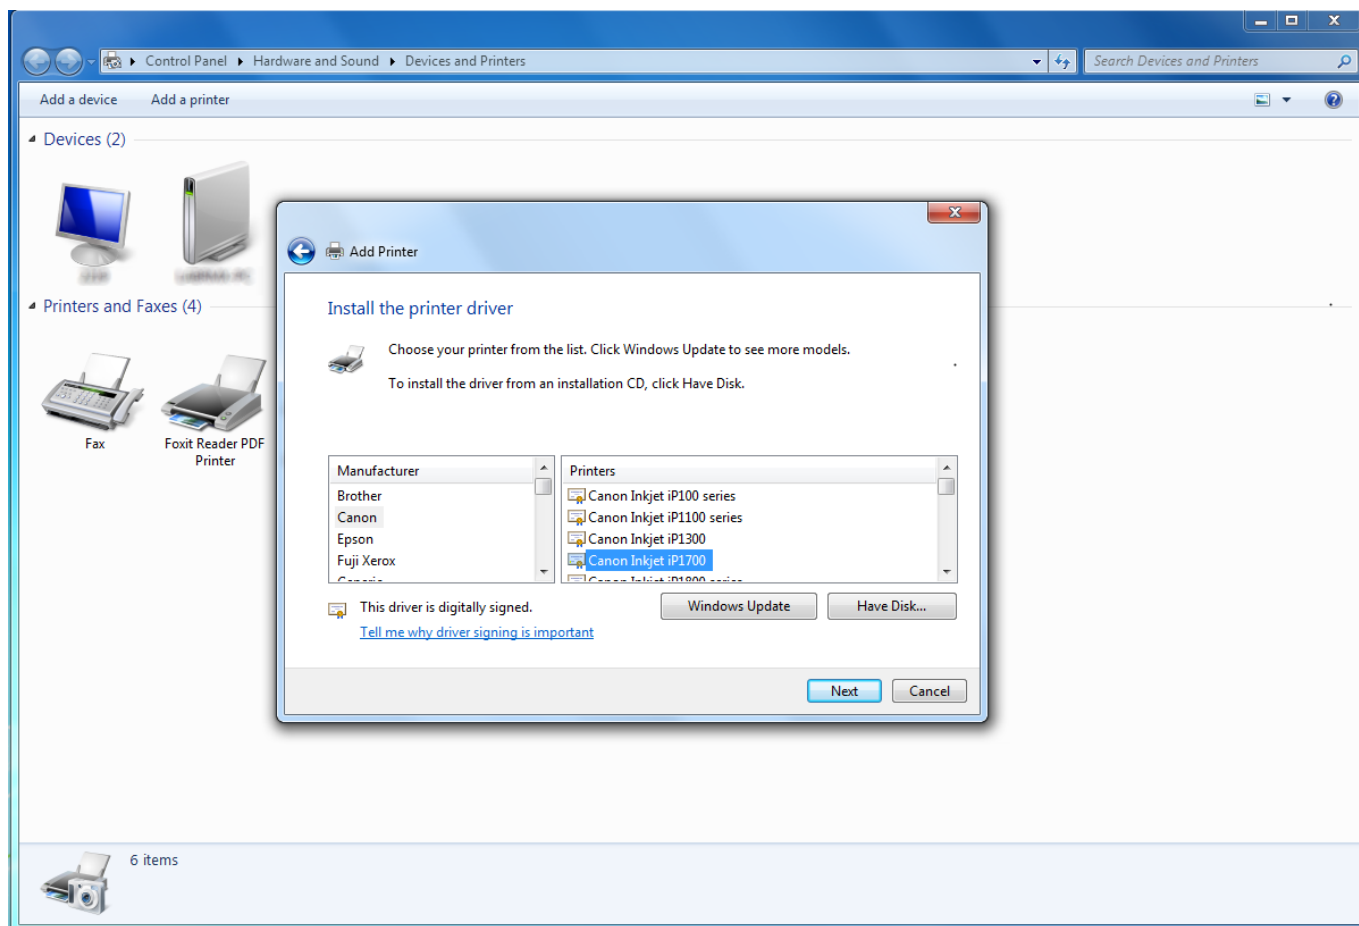 Control Panel Hardware and Sound Devices and Printers
Search Devices and Printers
Add a device Add a printer
Devices (2)
Printers and Faxes (4)
Fax
Foxit Reader PDF
Printer
Add Printer
Install the printer driver
Choose your printer from the list. Click Windows Update to see more models.
To install the driver from an installation CD, click Have Disk.
Manufacturer
Brother
Canon
Epson
Fuji Xerox
Generic
Printers
Canon Inkjet iP100 series
Canon Inkjet iP1100 series
Canon Inkjet iP1300
Canon Inkjet iP1700
Canon Inkjet iP1800 series
This driver is digitally signed.
Tell me why driver signing is important
Windows Update Have Disk...
Next Cancel
6 items